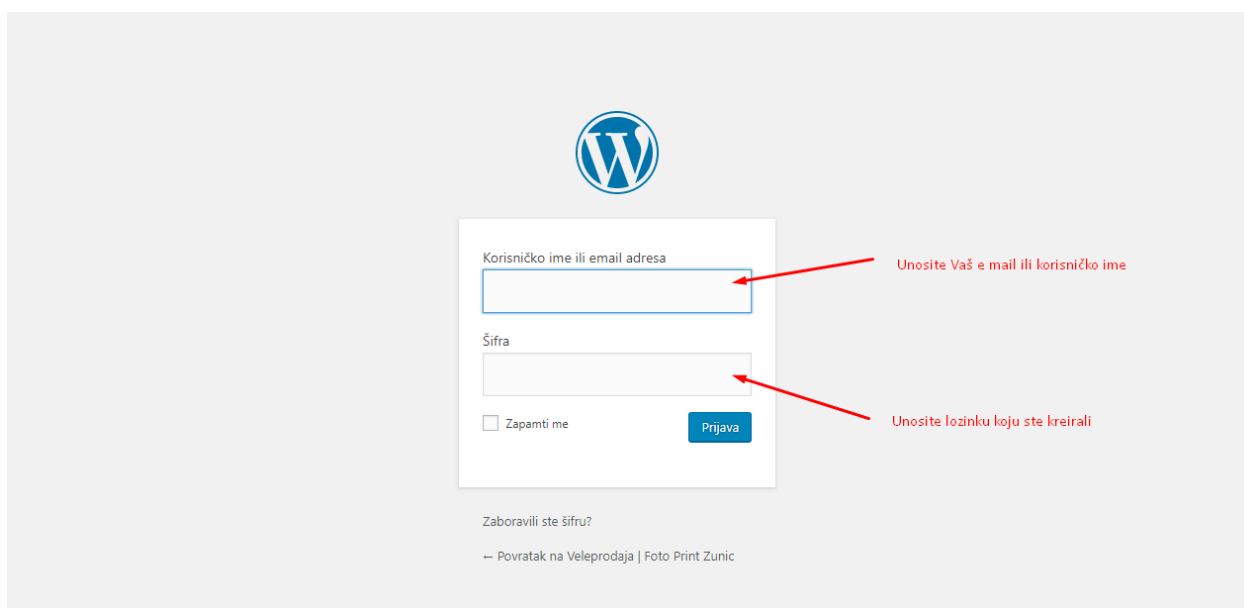 Korisničko ime ili email adresa
Unosite Vaš e mail ili korisničko ime
Šifra
Zapamti me
Prijava
Unosite lozinku koju ste kreirali
Zaboravili ste šifru?
← Povratak na Veleprodaja | Foto Print Zunic